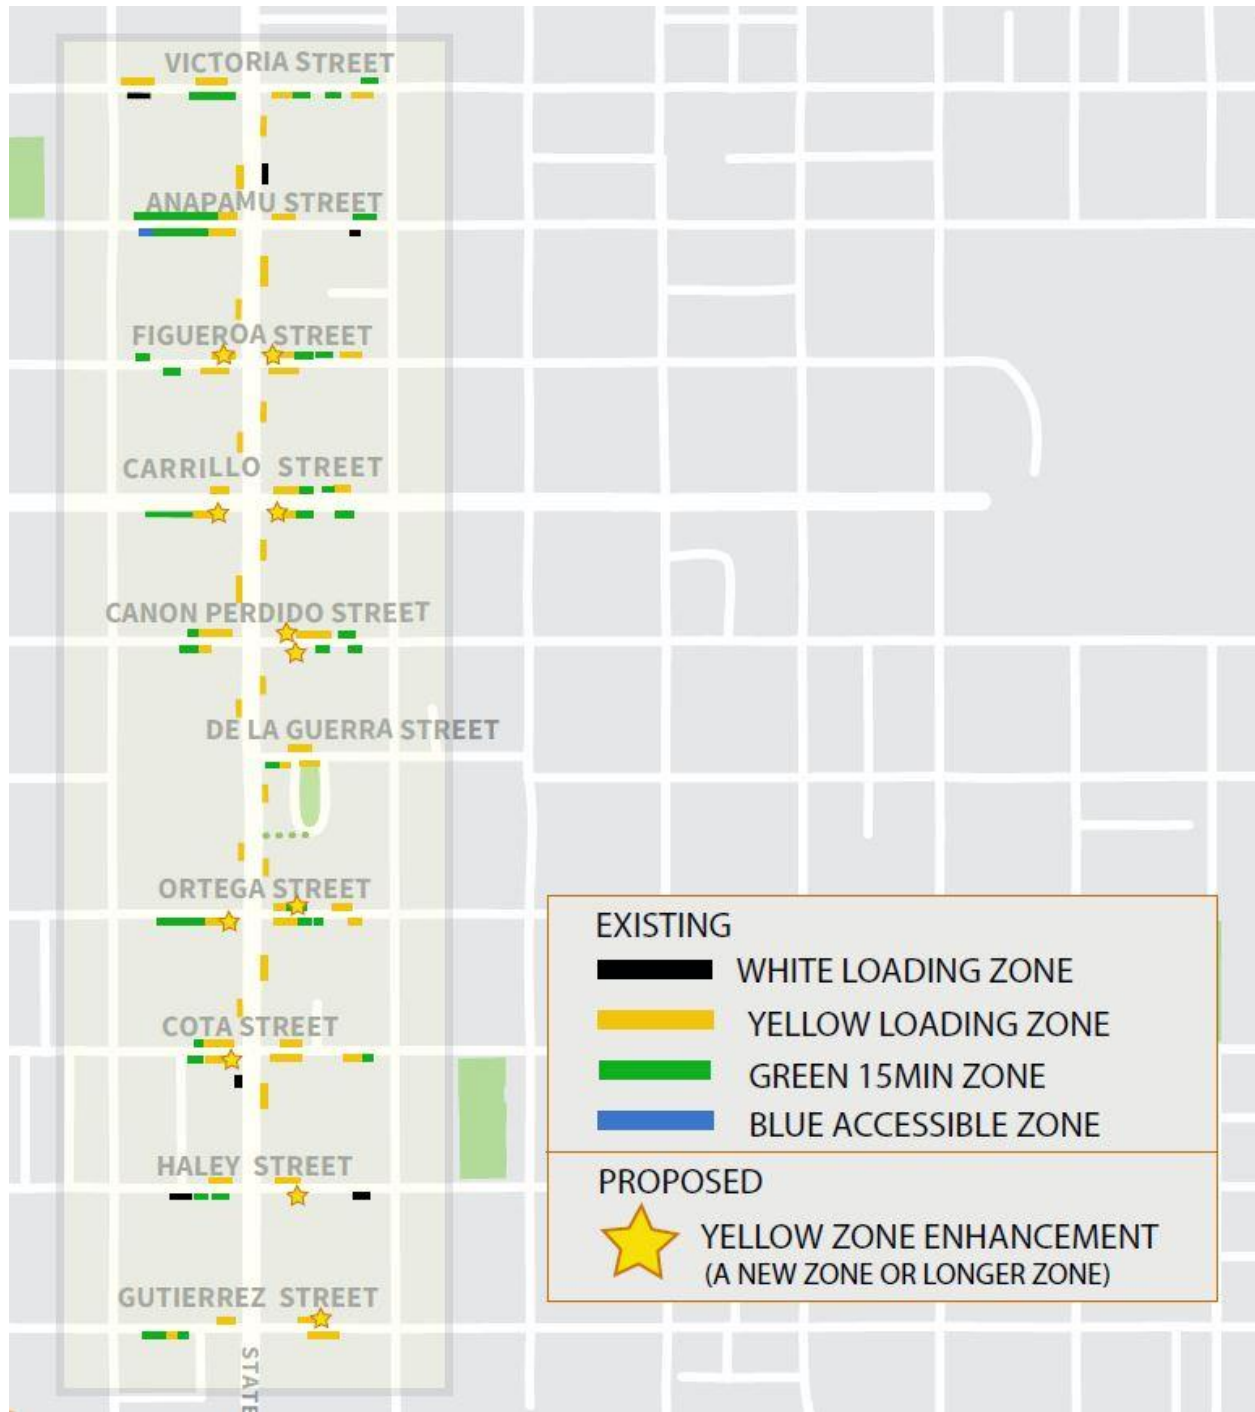 VICTORIA STREET
ANAPAMU STREET
FIGUEROA STREET
CARRILLO STREET
CANON PERDIDO STREET
DE LA GUERRA STREET
ORTEGA STREET
COTA STREET
HALEY STREET
GUTIERREZ STREET
STATE
EXISTING
WHITE LOADING ZONE
YELLOW LOADING ZONE
GREEN 15MIN ZONE
BLUE ACCESSIBLE ZONE
PROPOSED
YELLOW ZONE ENHANCEMENT
(A NEW ZONE OR LONGER ZONE)